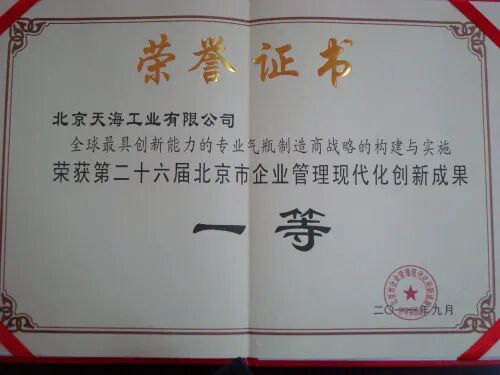 荣誉证书
北京天海工业有限公司
全球最具创新能力的专业气瓶制造商战略的构建与实施
荣获第二十六届北京市企业管理现代化创新成果
一等
年九月